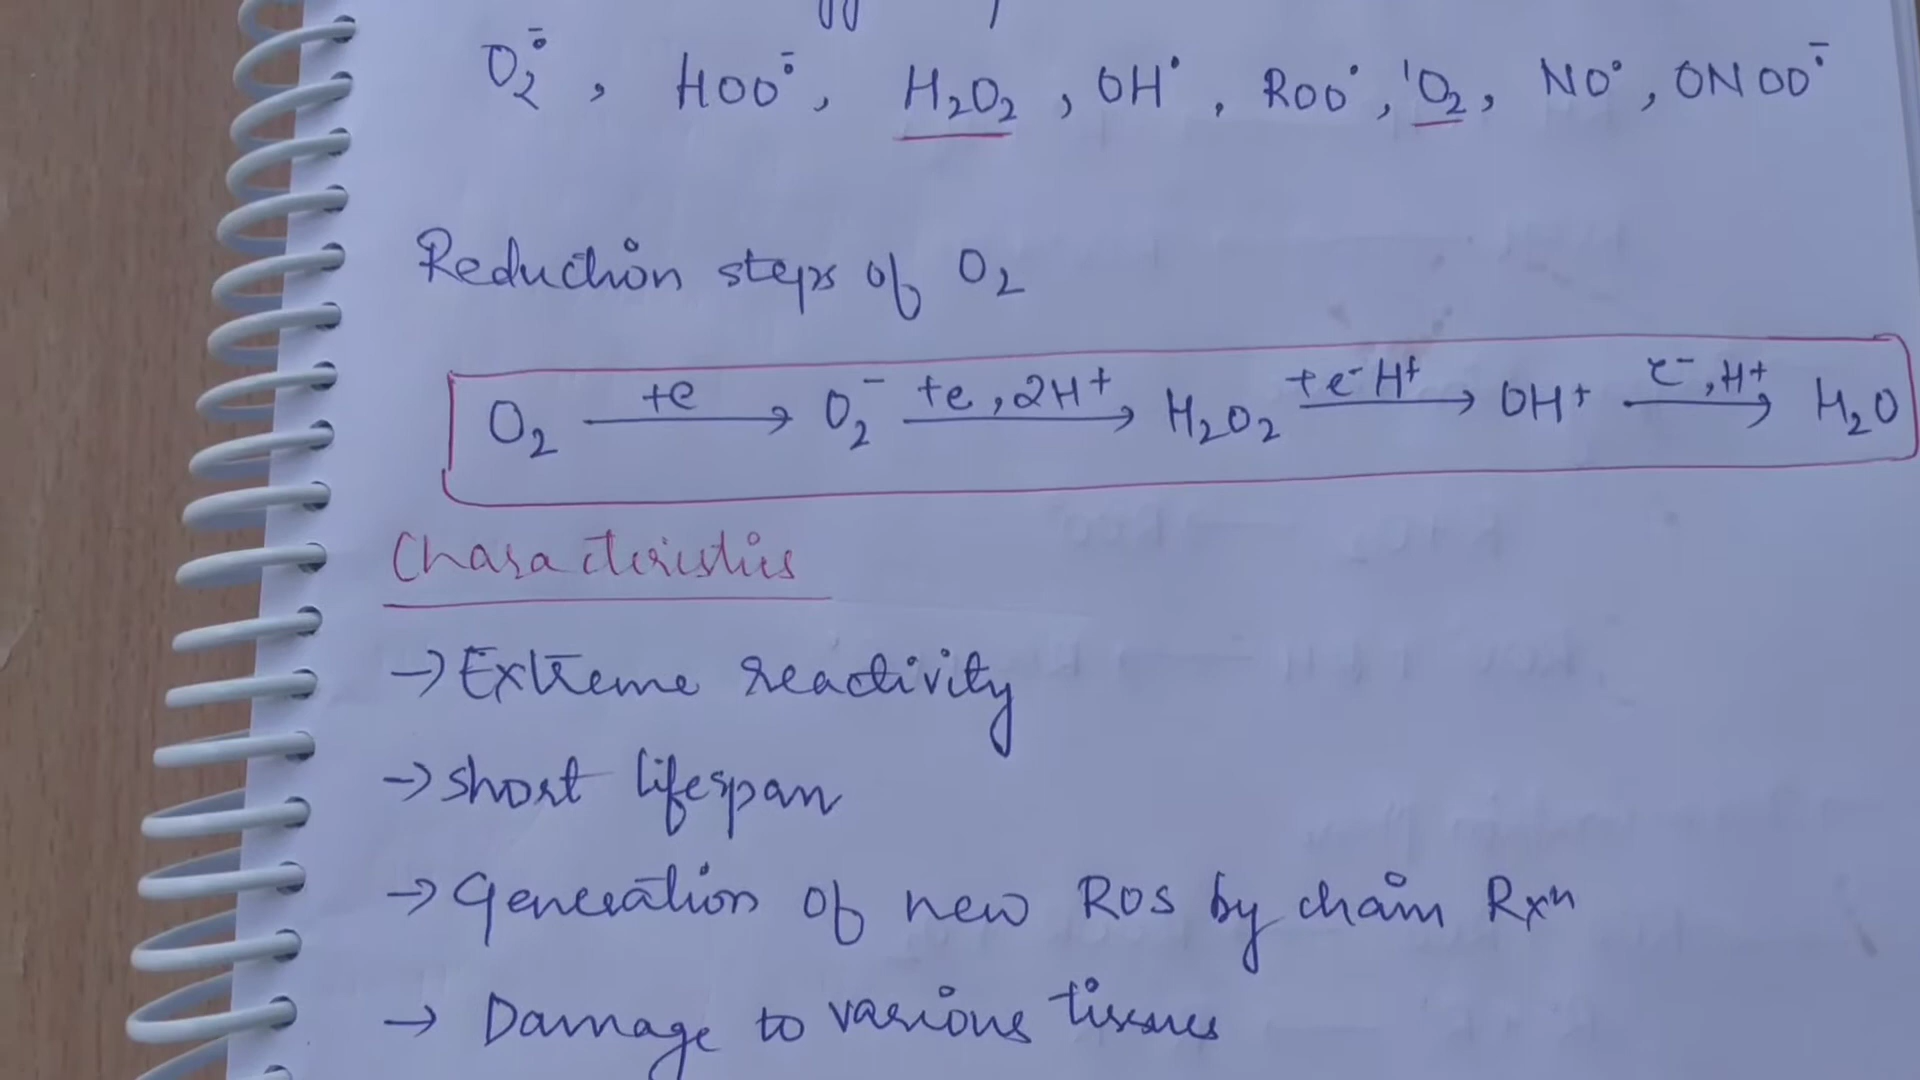 O₂•̄ , HOO•̄ , H₂O₂ , OH• , ROO• , ¹O₂ , NO• , ONOO•̄
Reduction steps of O₂
O₂ +e → O₂⁻ +e , 2H⁺ → H₂O₂ +e⁻ H⁺ → OH⁺ e⁻ , H⁺ → H₂O
Characteristics
→ Extreme reactivity
→ short lifespan
→ Generation of new ROS by chain Rxⁿ
→ Damage to various tissues